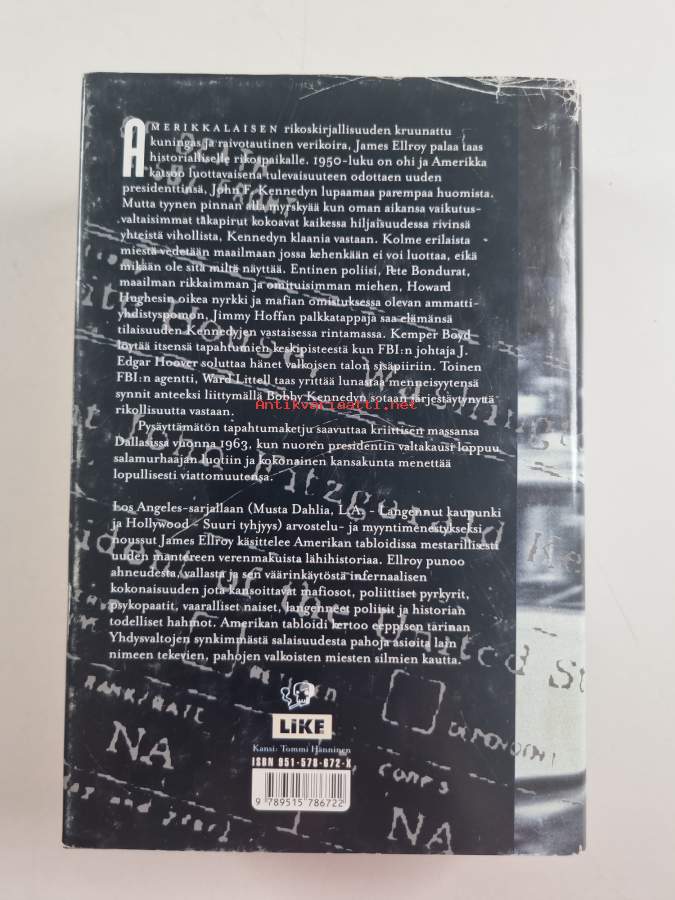 AMERIKKALAISEN rikoskirjallisuuden kruunattu
kuningas ja raivotautinen verikoira, James Ellroy palaa taas
historialliselle rikospaikalle. 1950-luku on ohi ja Amerikka
katsoo luottavaisena tulevaisuuteen odottaen uuden
presidenttinsä, John F. Kennedyn lupaamaa parempaa huomista.
Mutta tyynen pinnan alla myrskyää kun oman aikansa vaikutus-
valtaisimmat takapirut kokoavat kaikessa hiljaisuudessa rivinsä
yhteistä vihollista, Kennedyn klaania vastaan. Kolme erilaista
miestä vedetään maailmaan jossa kehenkään ei voi luottaa, eikä
mikään ole sitä miltä näyttää. Entinen poliisi, Pete Bondurat,
maailman rikkaimman ja omituisimman miehen, Howard
Hughesin oikea nyrkki ja mafian omistuksessa olevan ammatti-
yhdistyspomon, Jimmy Hoffan palkkatappaja saa elämänsä
tilaisuuden Kennedyjen vastaisessa rintamassa. Kemper Boyd
löytää itsensä tapahtumien keskipisteestä kun FBI:n johtaja J.
Edgar Hoover soluttaa hänet valkoisen talon sisäpiiriin. Toinen
FBI:n agentti, Ward Littell taas yrittää lunastaa menneisyytensä
synnit anteeksi liittymällä Bobby Kennedyn sotaan järjestäytynyttä
rikollisuutta vastaan.
Antikvariaatti.net
Pysäyttämätön tapahtumaketju saavuttaa kriittisen massansa
Dallasissa vuonna 1963, kun nuoren presidentin valtakausi loppuu
salamurhaajan luotiin ja kokonainen kansakunta menettää
lopullisesti viattomuutensa.
Los Angeles-sarjallaan (Musta Dahlia, L.A. - Langennut kaupunki
ja Hollywood - Suuri tyhjyys) arvostelu- ja myyntimenestykseksi
noussut James Ellroy käsittelee Amerikan tabloidissa mestarillisesti
uuden mantereen verenmakuista lähihistoriaa. Ellroy punoo
ahneudesta, vallasta ja sen väärinkäytöstä infernaalisen
kokonaisuuden jota kansoittavat mafiosot, poliittiset pyrkyrit,
psykopaatit, vaaralliset naiset, langenneet poliisit ja historian
todelliset hahmot. Amerikan tabloidi kertoo eeppisen tarinan
Yhdysvaltojen synkimmästä salaisuudesta pahoja asioita lain
nimeen tekevien, pahojen valkoisten miesten silmien kautta.
RANK/RATE
NA
COMPS
NA
LIKE
Kansi: Tommi Hänninen
ISBN 951-578-672-X
9 789515 786722